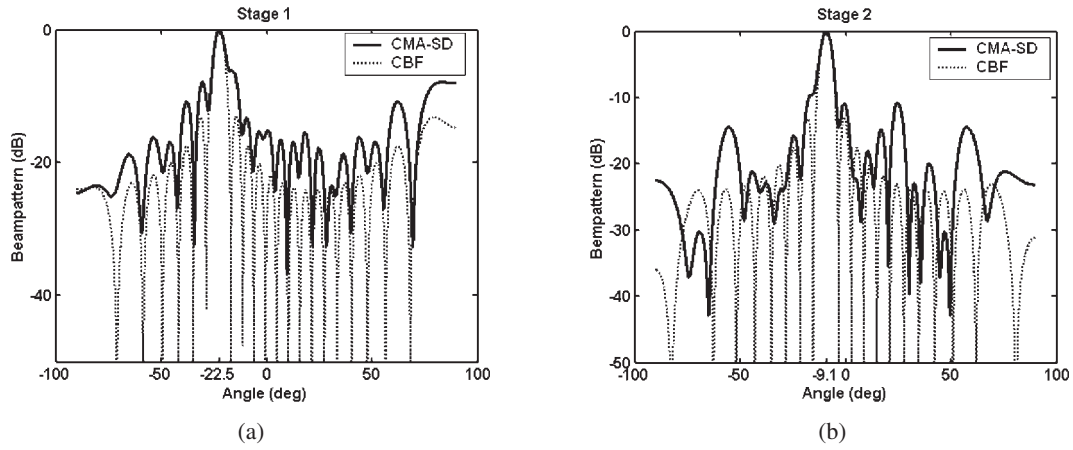 Stage 1
0
-20
-40
Beampattern (dB)
CMA-SD
CBF
-100
-50
-22.5
0
50
100
Angle (deg)
(a)
Stage 2
0
-10
-20
-30
-40
-50
Bempattern (dB)
CMA-SD
CBF
-100
-50
-9.1
0
50
100
Angle (deg)
(b)